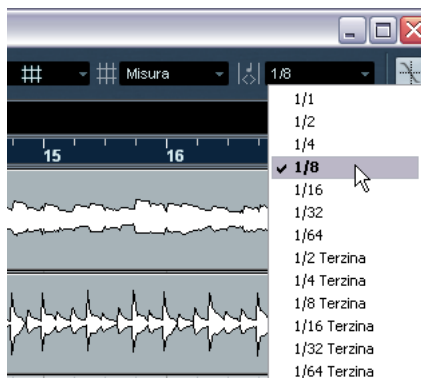 Misura 1/8
1/1
1/2
1/4
15 16
1/8
1/16
1/32
1/64
1/2 Terzina
1/4 Terzina
1/8 Terzina
1/16 Terzina
1/32 Terzina
1/64 Terzina